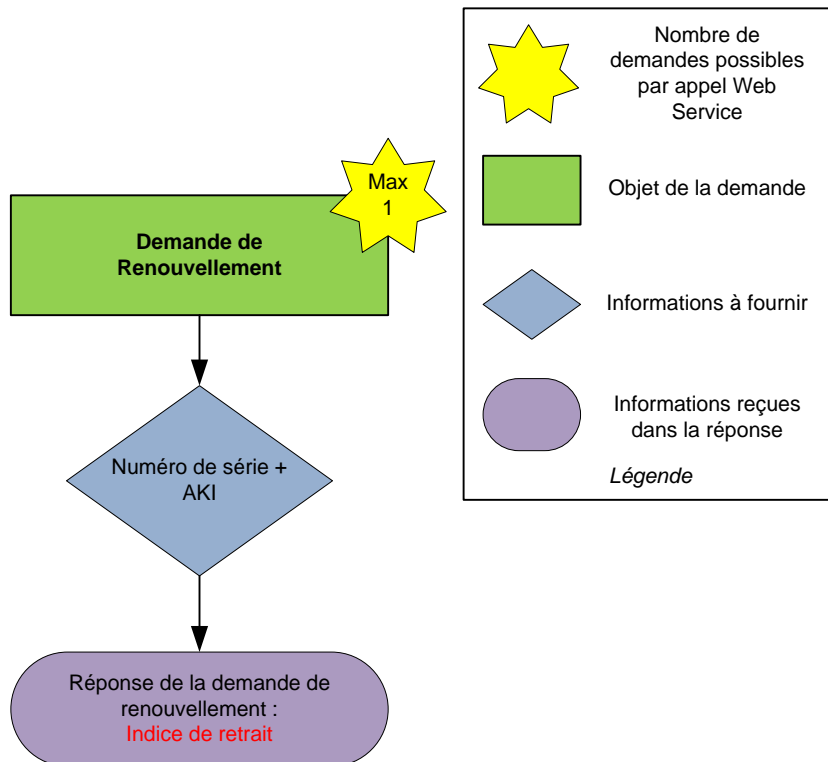 Max
1
Demande de
Renouvellement
Numéro de série +
AKI
Réponse de la demande de
renouvellement :
Indice de retrait
Nombre de
demandes possibles
par appel Web
Service
Objet de la demande
Informations à fournir
Informations reçues
dans la réponse
Légende